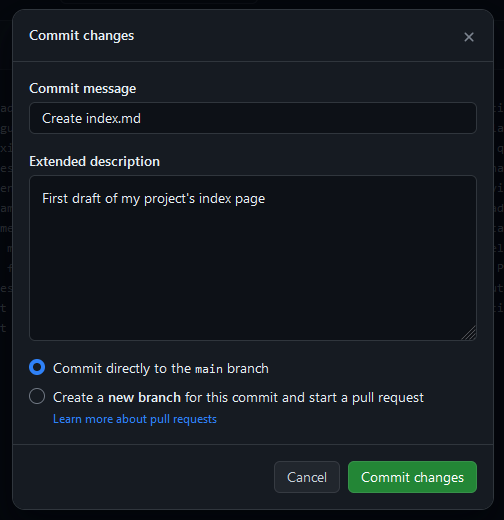 Commit changes
Commit message
Create index.md
Extended description
First draft of my project's index page
Commit directly to the main branch
Create a new branch for this commit and start a pull request
Learn more about pull requests
Cancel
Commit changes